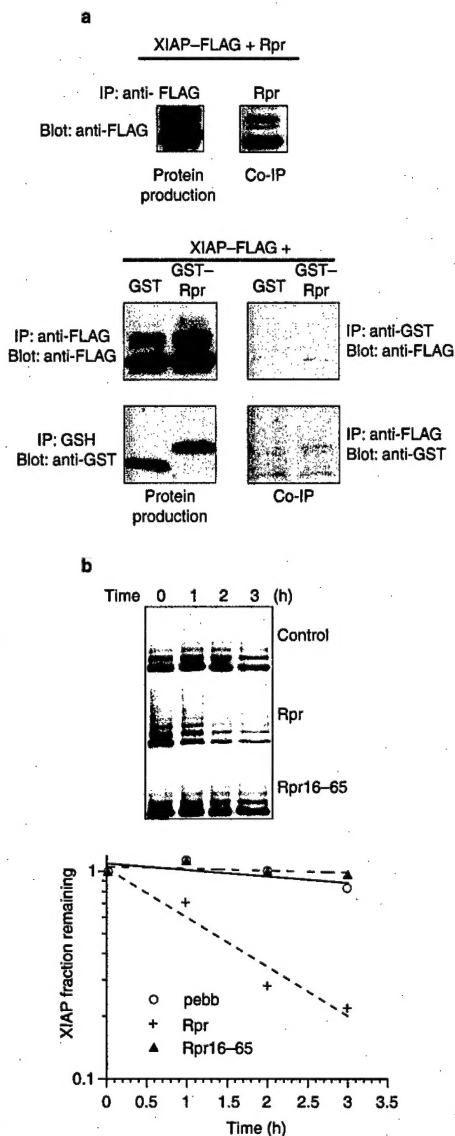 a
XIAP–FLAG + Rpr
IP: anti- FLAG Rpr
Blot: anti-FLAG
Protein production Co-IP
XIAP–FLAG +
GST GST–Rpr GST GST–Rpr
IP: anti-FLAG
Blot: anti-FLAG
IP: anti-GST
Blot: anti-FLAG
IP: GSH
Blot: anti-GST
IP: anti-FLAG
Blot: anti-GST
Protein production Co-IP
b
Time 0 1 2 3 (h)
Control
Rpr
Rpr16–65
XIAP fraction remaining
1
0.1
pebb
Rpr
Rpr16–65
0 0.5 1 1.5 2 2.5 3 3.5
Time (h)